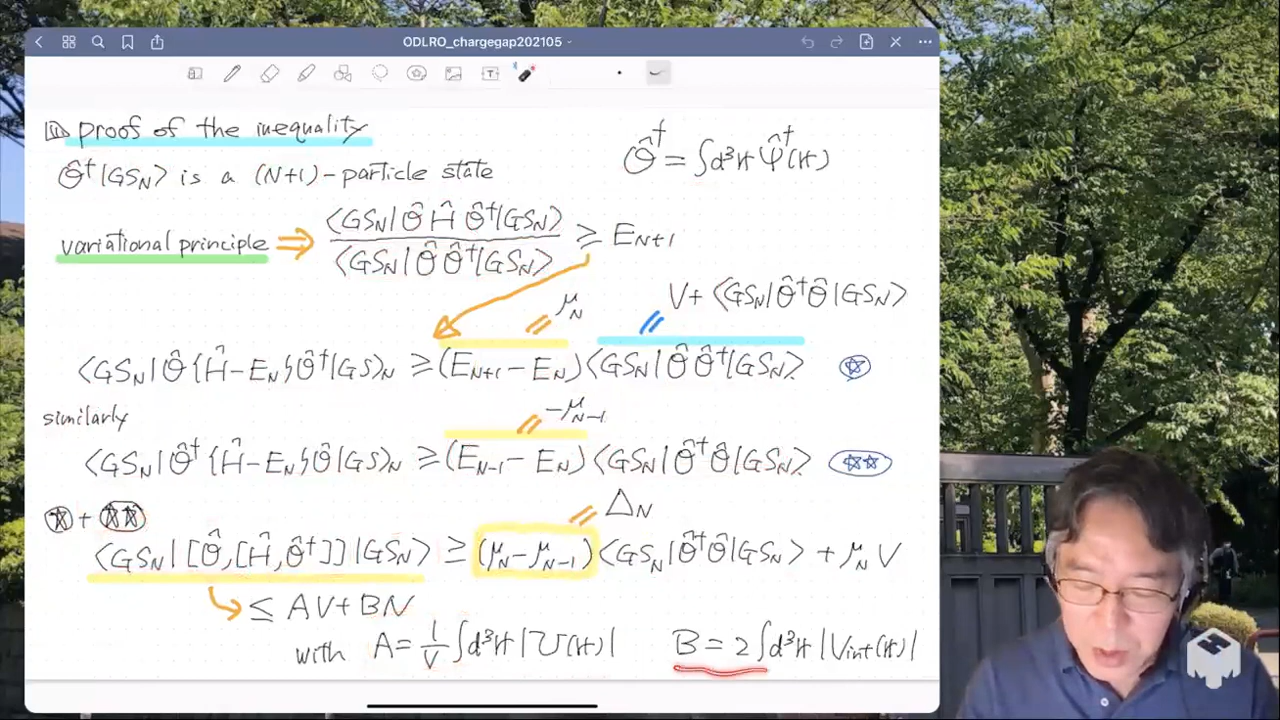 ODLRO_chargegap202105
proof of the inequality
Ô† = ∫d³r ψ̂†(r)
Ô†|GS_N⟩ is a (N+1)-particle state
variational principle ⇒ ⟨GS_N|Ô Ĥ Ô†|GS_N⟩ / ⟨GS_N|Ô Ô†|GS_N⟩ ≥ E_{N+1}
V + ⟨GS_N|Ô†Ô|GS_N⟩
μ_N
⟨GS_N|Ô{Ĥ-E_N}Ô†|GS⟩_N ≥ (E_{N+1} - E_N)⟨GS_N|Ô Ô†|GS_N⟩ ☆
similarly
-μ_{N-1}
⟨GS_N|Ô†{Ĥ-E_N}Ô|GS⟩_N ≥ (E_{N-1} - E_N)⟨GS_N|Ô†Ô|GS_N⟩ ☆☆
☆ + ☆☆
Δ_N
⟨GS_N|[Ô,[Ĥ,Ô†]]|GS_N⟩ ≥ (μ_N - μ_{N-1})⟨GS_N|Ô†Ô|GS_N⟩ + μ_N V
≤ AV + BN
with A = 1/V ∫d³r |U(r)| B = 2∫d³r |V_int(r)|